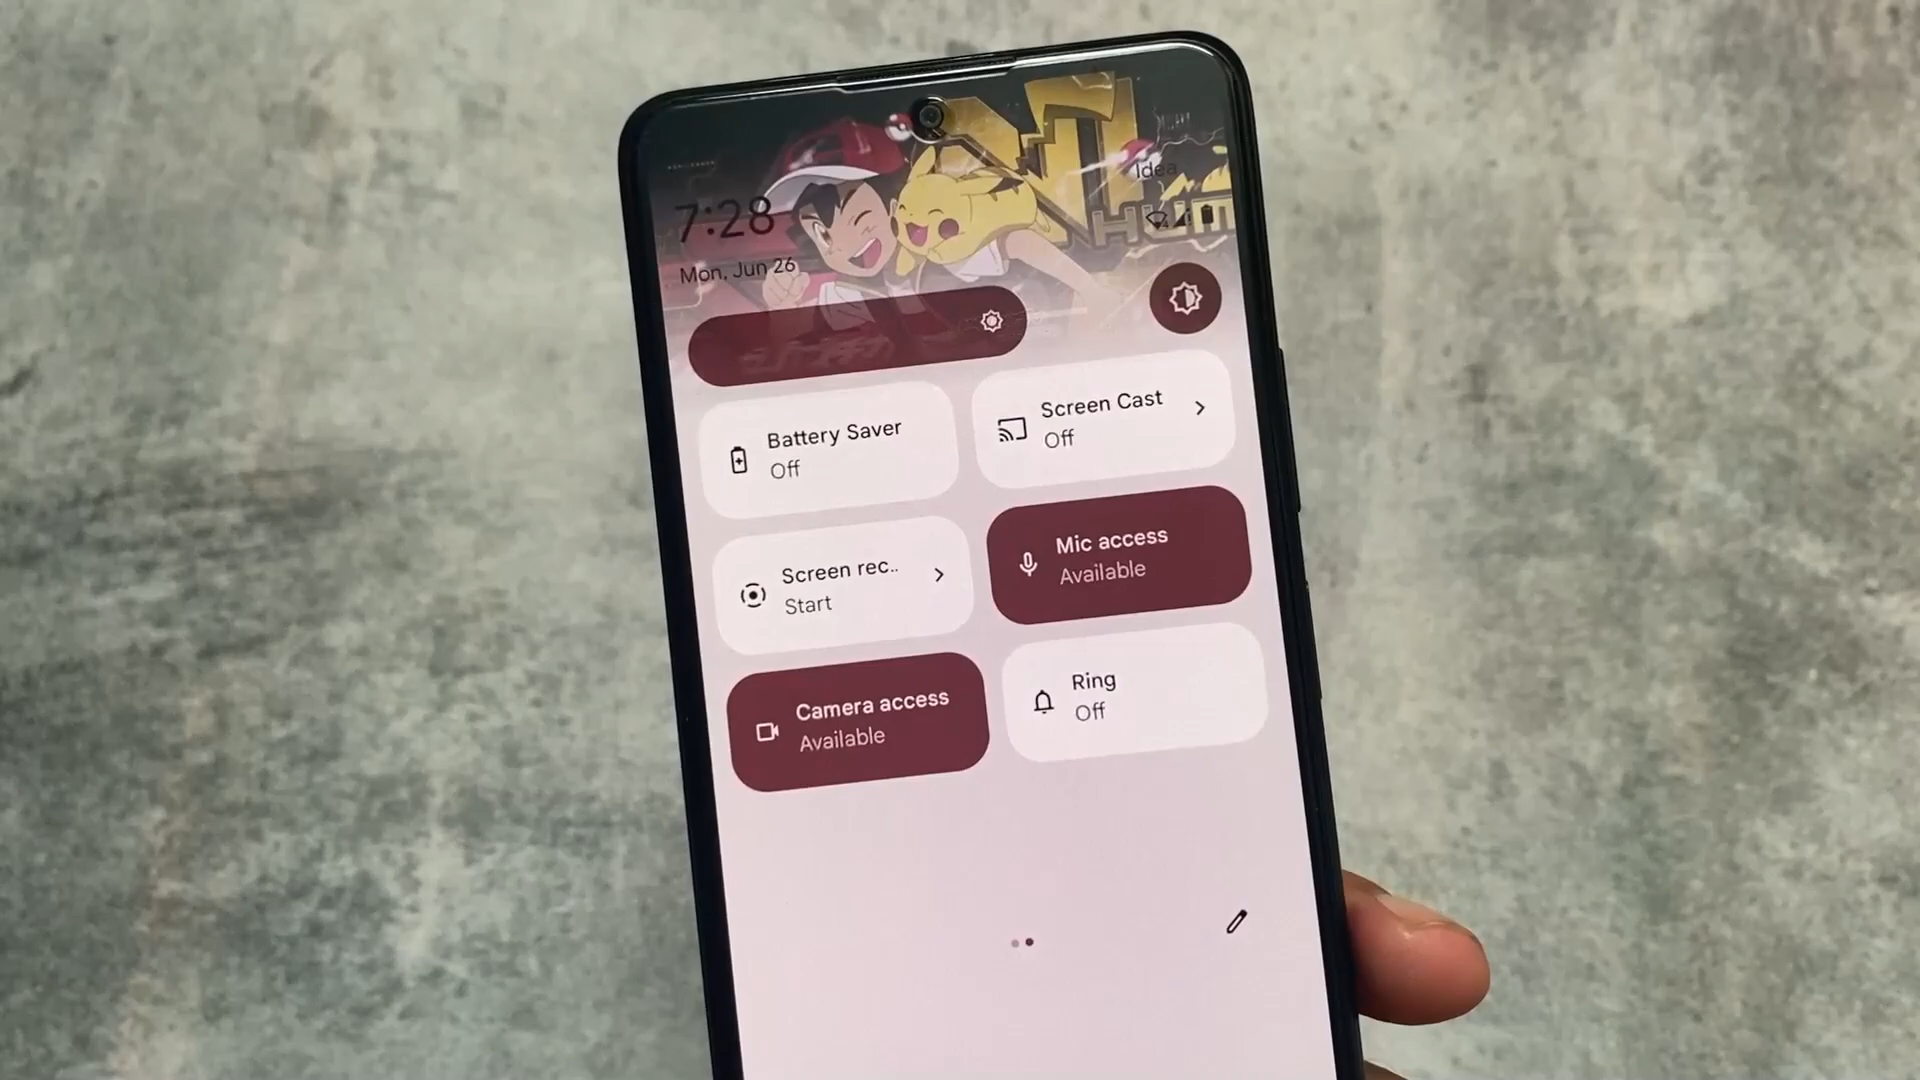 Idea
7:28
Mon, Jun 26
Battery Saver
Off
Screen Cast
Off
Screen rec..
Start
Mic access
Available
Camera access
Available
Ring
Off